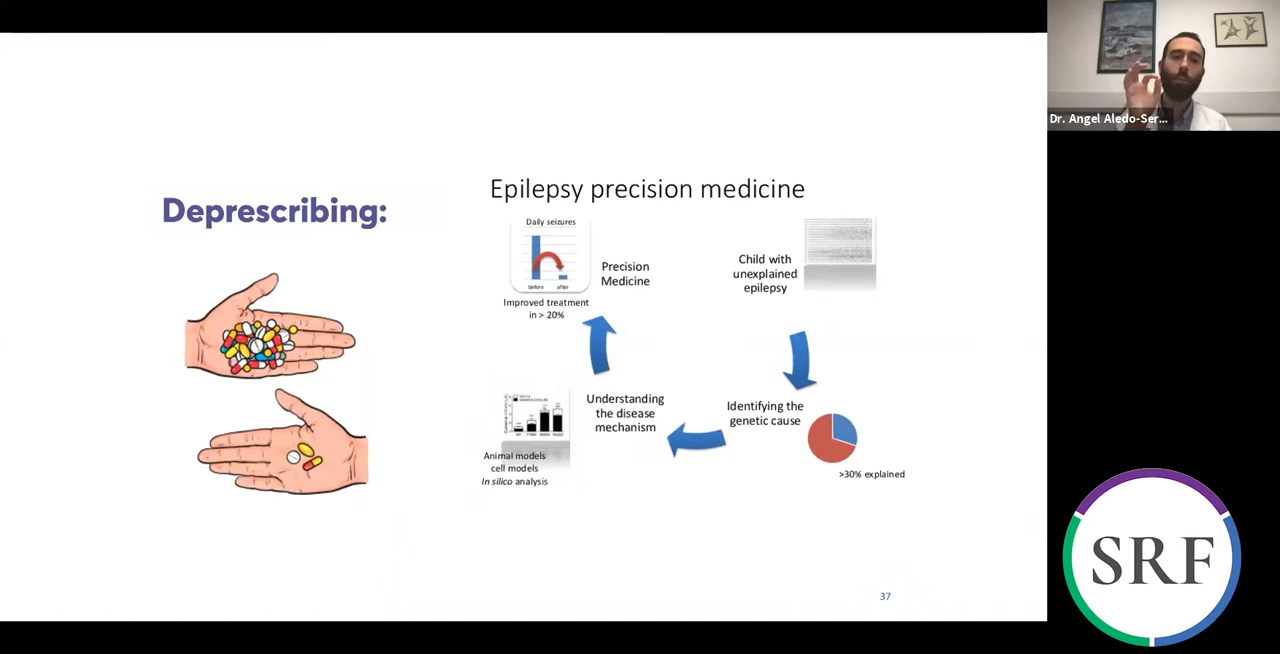 Deprescribing:
Epilepsy precision medicine
Daily seizures
before after
Improved treatment
in > 20%
Precision
Medicine
Child with
unexplained
epilepsy
Identifying the
genetic cause
>30% explained
Understanding
the disease
mechanism
Animal models
cell models
In silico analysis
37
Dr. Angel Aledo-Ser...
SRF